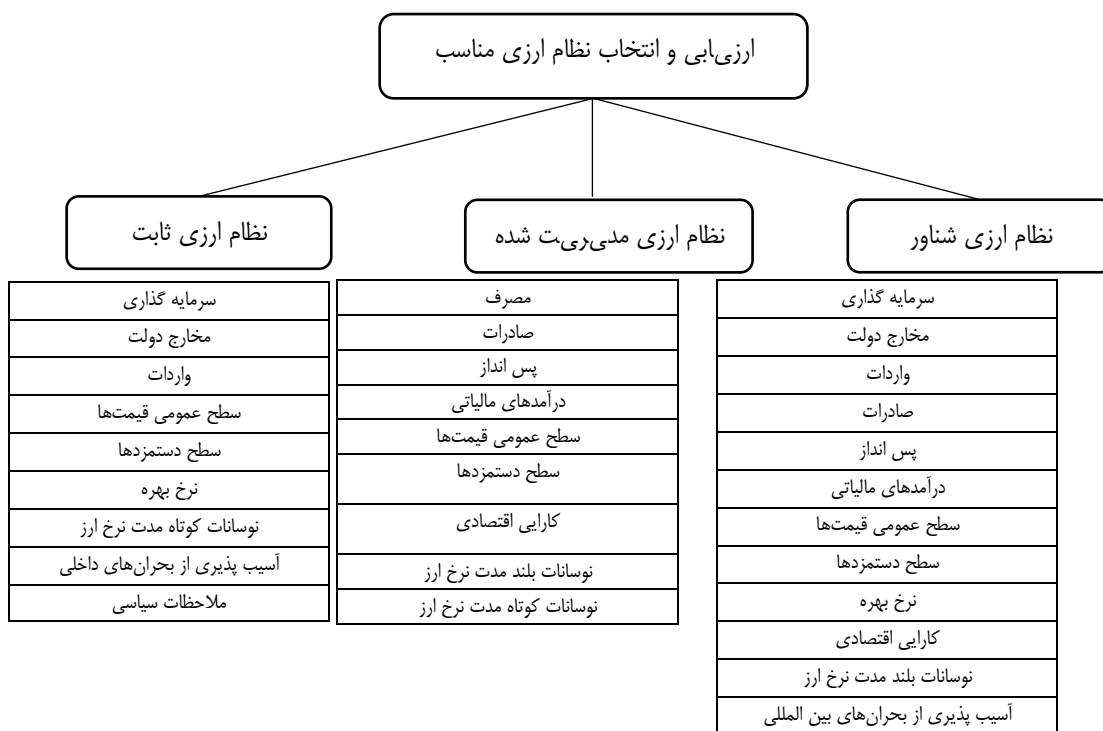 ارزیابی و انتخاب نظام ارزی مناسب
نظام ارزی شناور
نظام ارزی مدیریت شده
نظام ارزی ثابت
سرمایه گذاری
مخارج دولت
واردات
صادرات
پس انداز
درآمدهای مالیاتی
سطح عمومی قیمت‌ها
سطح دستمزدها
نرخ بهره
کارایی اقتصادی
نوسانات بلند مدت نرخ ارز
آسیب پذیری از بحران‌های بین المللی
مصرف
صادرات
پس انداز
درآمدهای مالیاتی
سطح عمومی قیمت‌ها
سطح دستمزدها
کارایی اقتصادی
نوسانات بلند مدت نرخ ارز
نوسانات کوتاه مدت نرخ ارز
سرمایه گذاری
مخارج دولت
واردات
سطح عمومی قیمت‌ها
سطح دستمزدها
نرخ بهره
نوسانات کوتاه مدت نرخ ارز
آسیب پذیری از بحران‌های داخلی
ملاحظات سیاسی